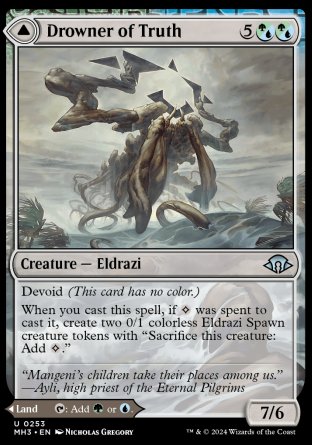 Drowner of Truth 5
Creature — Eldrazi
Devoid (This card has no color.)
When you cast this spell, if ◇ was spent to
cast it, create two 0/1 colorless Eldrazi Spawn
creature tokens with “Sacrifice this creature:
Add ◇.”
“Mangeni’s children take their places among us.”
—Ayli, high priest of the Eternal Pilgrims
Land : Add or
7/6
U 0253
MH3 • EN Nicholas Gregory
™ & © 2024 Wizards of the Coast